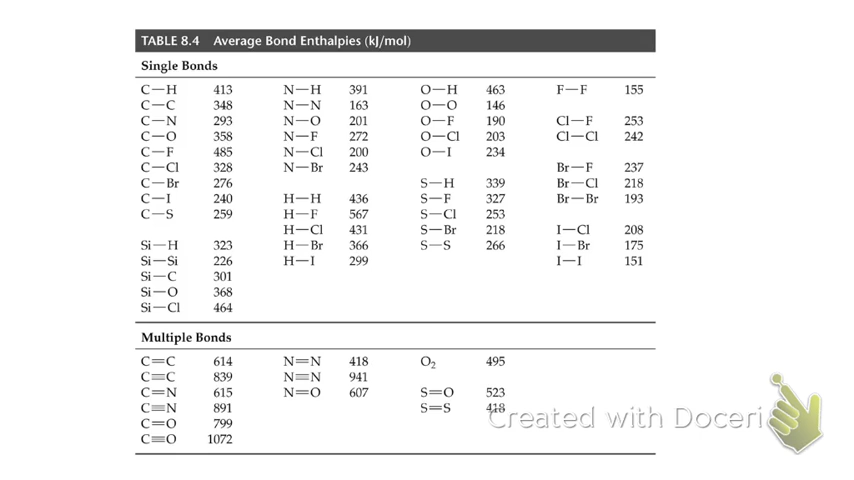 TABLE 8.4 Average Bond Enthalpies (kJ/mol)
Single Bonds
C—H 413 N—H 391 O—H 463 F—F 155
C—C 348 N—N 163 O—O 146
C—N 293 N—O 201 O—F 190 Cl—F 253
C—O 358 N—F 272 O—Cl 203 Cl—Cl 242
C—F 485 N—Cl 200 O—I 234
C—Cl 328 N—Br 243 Br—F 237
C—Br 276 S—H 339 Br—Cl 218
C—I 240 H—H 436 S—F 327 Br—Br 193
C—S 259 H—F 567 S—Cl 253
H—Cl 431 S—Br 218 I—Cl 208
Si—H 323 H—Br 366 S—S 266 I—Br 175
Si—Si 226 H—I 299 I—I 151
Si—C 301
Si—O 368
Si—Cl 464
Multiple Bonds
C=C 614 N=N 418 O₂ 495
C≡C 839 N≡N 941
C=N 615 N=O 607 S=O 523
C≡N 891 S=S 418
C=O 799
C≡O 1072
Created with Doceri